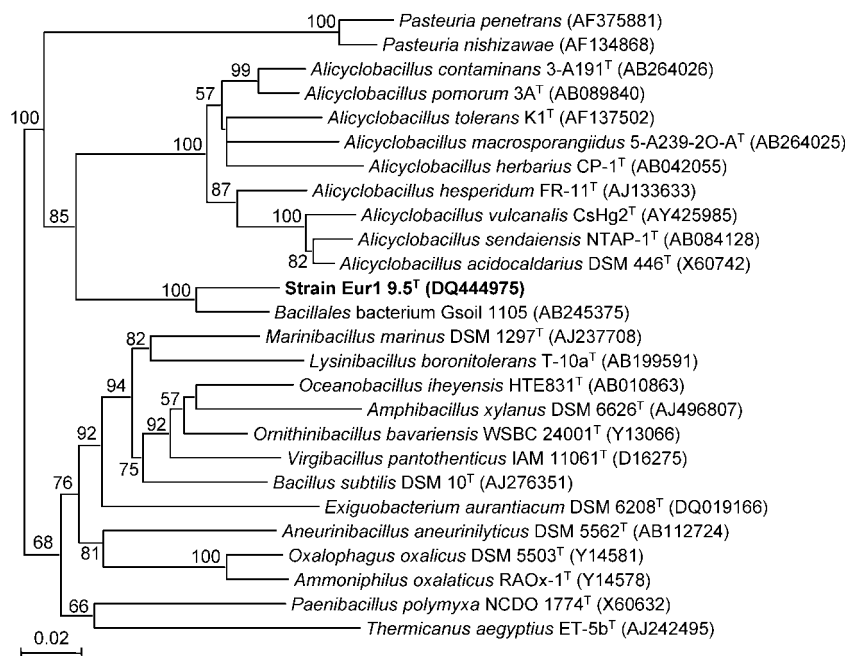 100 Pasteuria penetrans (AF375881)
Pasteuria nishizawae (AF134868)
99 Alicyclobacillus contaminans 3-A191ᵀ (AB264026)
57 Alicyclobacillus pomorum 3Aᵀ (AB089840)
Alicyclobacillus tolerans K1ᵀ (AF137502)
100 100 Alicyclobacillus macrosporangiidus 5-A239-2O-Aᵀ (AB264025)
Alicyclobacillus herbarius CP-1ᵀ (AB042055)
87 Alicyclobacillus hesperidum FR-11ᵀ (AJ133633)
85 100 Alicyclobacillus vulcanalis CsHg2ᵀ (AY425985)
Alicyclobacillus sendaiensis NTAP-1ᵀ (AB084128)
82 Alicyclobacillus acidocaldarius DSM 446ᵀ (X60742)
100 Strain Eur1 9.5ᵀ (DQ444975)
Bacillales bacterium Gsoil 1105 (AB245375)
82 Marinibacillus marinus DSM 1297ᵀ (AJ237708)
Lysinibacillus boronitolerans T-10aᵀ (AB199591)
94 Oceanobacillus iheyensis HTE831ᵀ (AB010863)
57 Amphibacillus xylanus DSM 6626ᵀ (AJ496807)
92 92 Ornithinibacillus bavariensis WSBC 24001ᵀ (Y13066)
Virgibacillus pantothenticus IAM 11061ᵀ (D16275)
76 75 Bacillus subtilis DSM 10ᵀ (AJ276351)
Exiguobacterium aurantiacum DSM 6208ᵀ (DQ019166)
Aneurinibacillus aneurinilyticus DSM 5562ᵀ (AB112724)
68 81 100 Oxalophagus oxalicus DSM 5503ᵀ (Y14581)
Ammoniphilus oxalaticus RAOx-1ᵀ (Y14578)
66 Paenibacillus polymyxa NCDO 1774ᵀ (X60632)
Thermicanus aegyptius ET-5bᵀ (AJ242495)
0.02